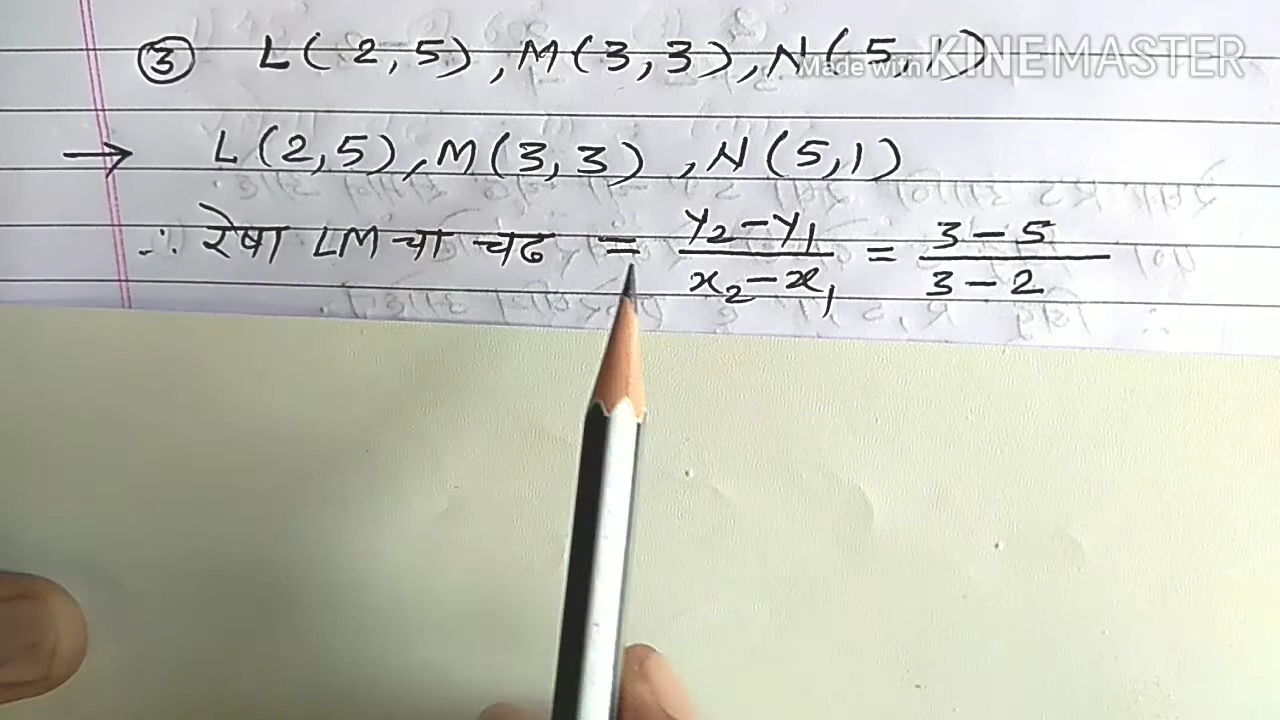 ③ L(2,5), M(3,3), N(5,1)
Made with KINEMASTER
→ L(2,5), M(3,3), N(5,1)
∴ रेषा LM चा चढ = y₂-y₁/x₂-x₁ = 3-5/3-2